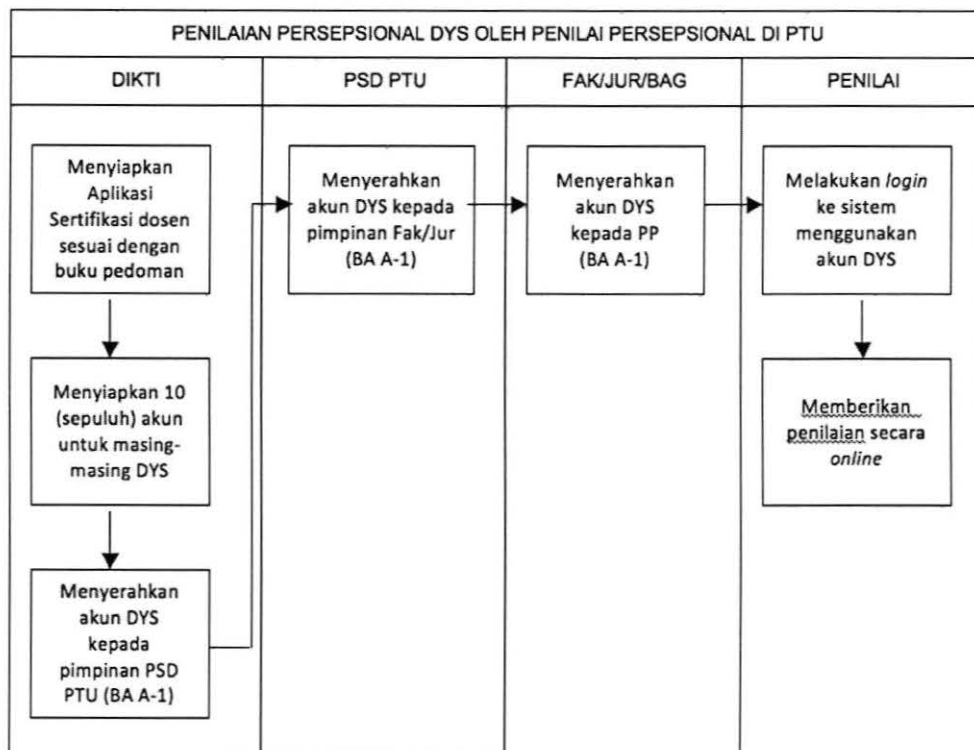 PENILAIAN PERSEPSIONAL DYS OLEH PENILAI PERSEPSIONAL DI PTU
DIKTI
PSD PTU
FAK/JUR/BAG
PENILAI
Menyiapkan
Aplikasi
Sertifikasi dosen
sesuai dengan
buku pedoman
Menyiapkan 10
(sepuluh) akun
untuk masing-
masing DYS
Menyerahkan
akun DYS
kepada
pimpinan PSD
PTU (BA A-1)
Menyerahkan
akun DYS kepada
pimpinan Fak/Jur
(BA A-1)
Menyerahkan
akun DYS
kepada PP
(BA A-1)
Melakukan login
ke sistem
menggunakan
akun DYS
Memberikan
penilaian secara
online